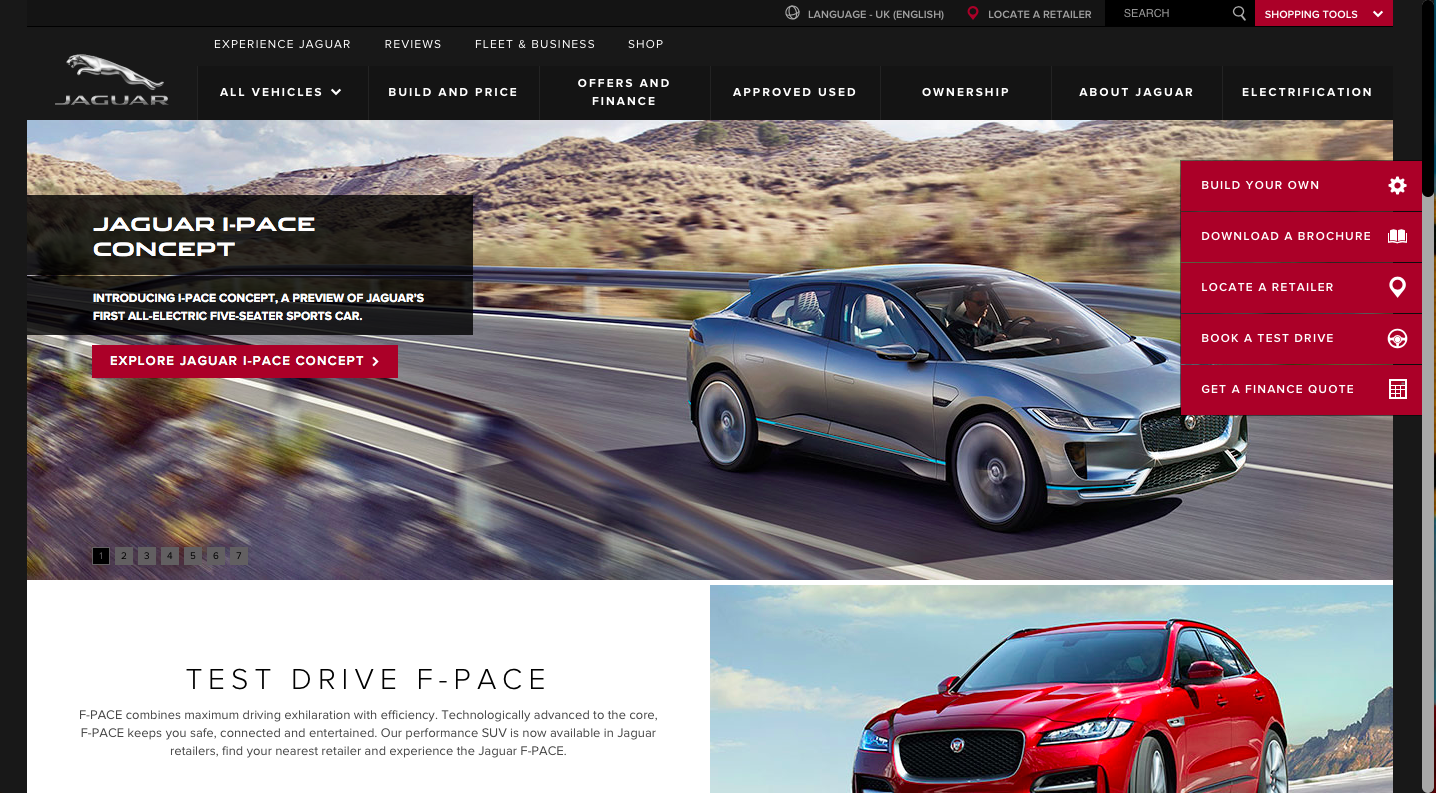 LANGUAGE - UK (ENGLISH)
LOCATE A RETAILER
SEARCH
SHOPPING TOOLS
EXPERIENCE JAGUAR
REVIEWS
FLEET & BUSINESS
SHOP
JAGUAR
ALL VEHICLES
BUILD AND PRICE
OFFERS AND
FINANCE
APPROVED USED
OWNERSHIP
ABOUT JAGUAR
ELECTRIFICATION
JAGUAR I-PACE
CONCEPT
INTRODUCING I-PACE CONCEPT, A PREVIEW OF JAGUAR'S
FIRST ALL-ELECTRIC FIVE-SEATER SPORTS CAR.
EXPLORE JAGUAR I-PACE CONCEPT
BUILD YOUR OWN
DOWNLOAD A BROCHURE
LOCATE A RETAILER
BOOK A TEST DRIVE
GET A FINANCE QUOTE
1 2 3 4 5 6 7
TEST DRIVE F-PACE
F-PACE combines maximum driving exhilaration with efficiency. Technologically advanced to the core,
F-PACE keeps you safe, connected and entertained. Our performance SUV is now available in Jaguar
retailers, find your nearest retailer and experience the Jaguar F-PACE.